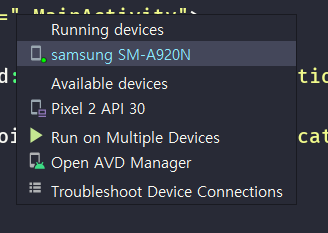 =".MainActivity">
Running devices
samsung SM-A920N
Available devices
Pixel 2 API 30
Run on Multiple Devices
Open AVD Manager
Troubleshoot Device Connections